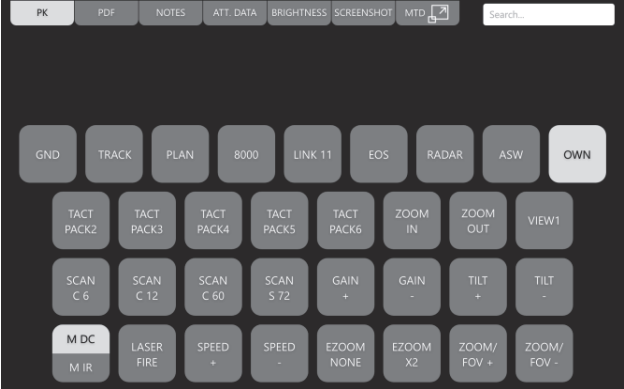 PK PDF NOTES ATT. DATA BRIGHTNESS SCREENSHOT MTD Search...
GND TRACK PLAN 8000 LINK 11 EOS RADAR ASW OWN
TACT PACK2 TACT PACK3 TACT PACK4 TACT PACK5 TACT PACK6 ZOOM IN ZOOM OUT VIEW1
SCAN C 6 SCAN C 12 SCAN C 60 SCAN S 72 GAIN + GAIN - TILT + TILT -
M DC M IR LASER FIRE SPEED + SPEED - EZOOM NONE EZOOM X2 ZOOM/ FOV + ZOOM/ FOV -